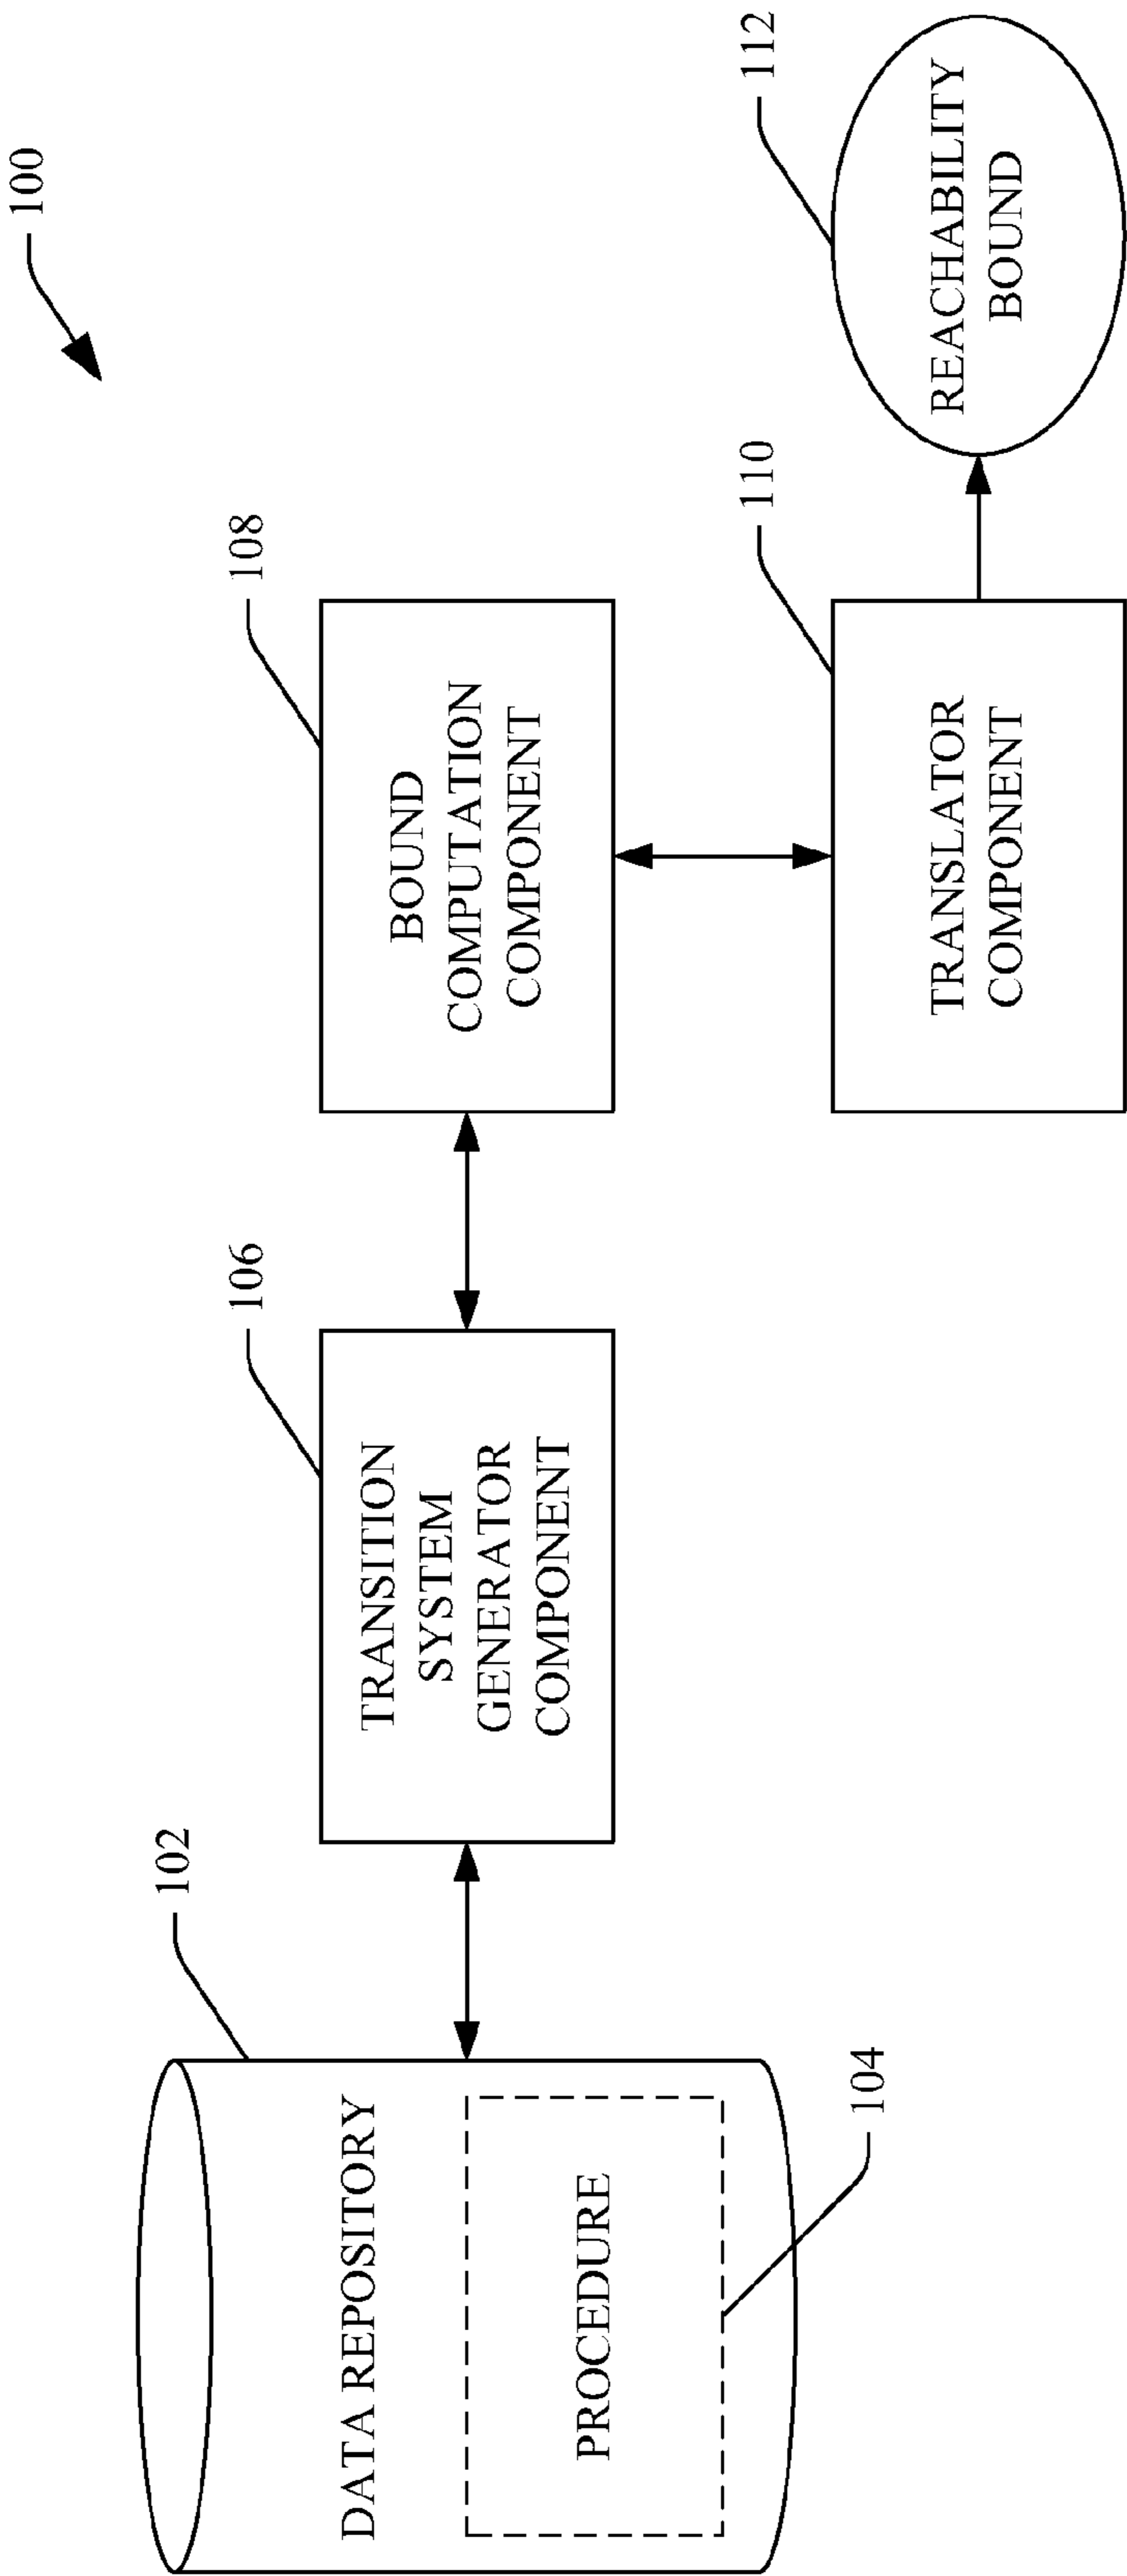 100
102
DATA REPOSITORY
PROCEDURE
104
106
TRANSITION
SYSTEM
GENERATOR
COMPONENT
108
BOUND
COMPUTATION
COMPONENT
110
TRANSLATOR
COMPONENT
112
REACHABILITY
BOUND